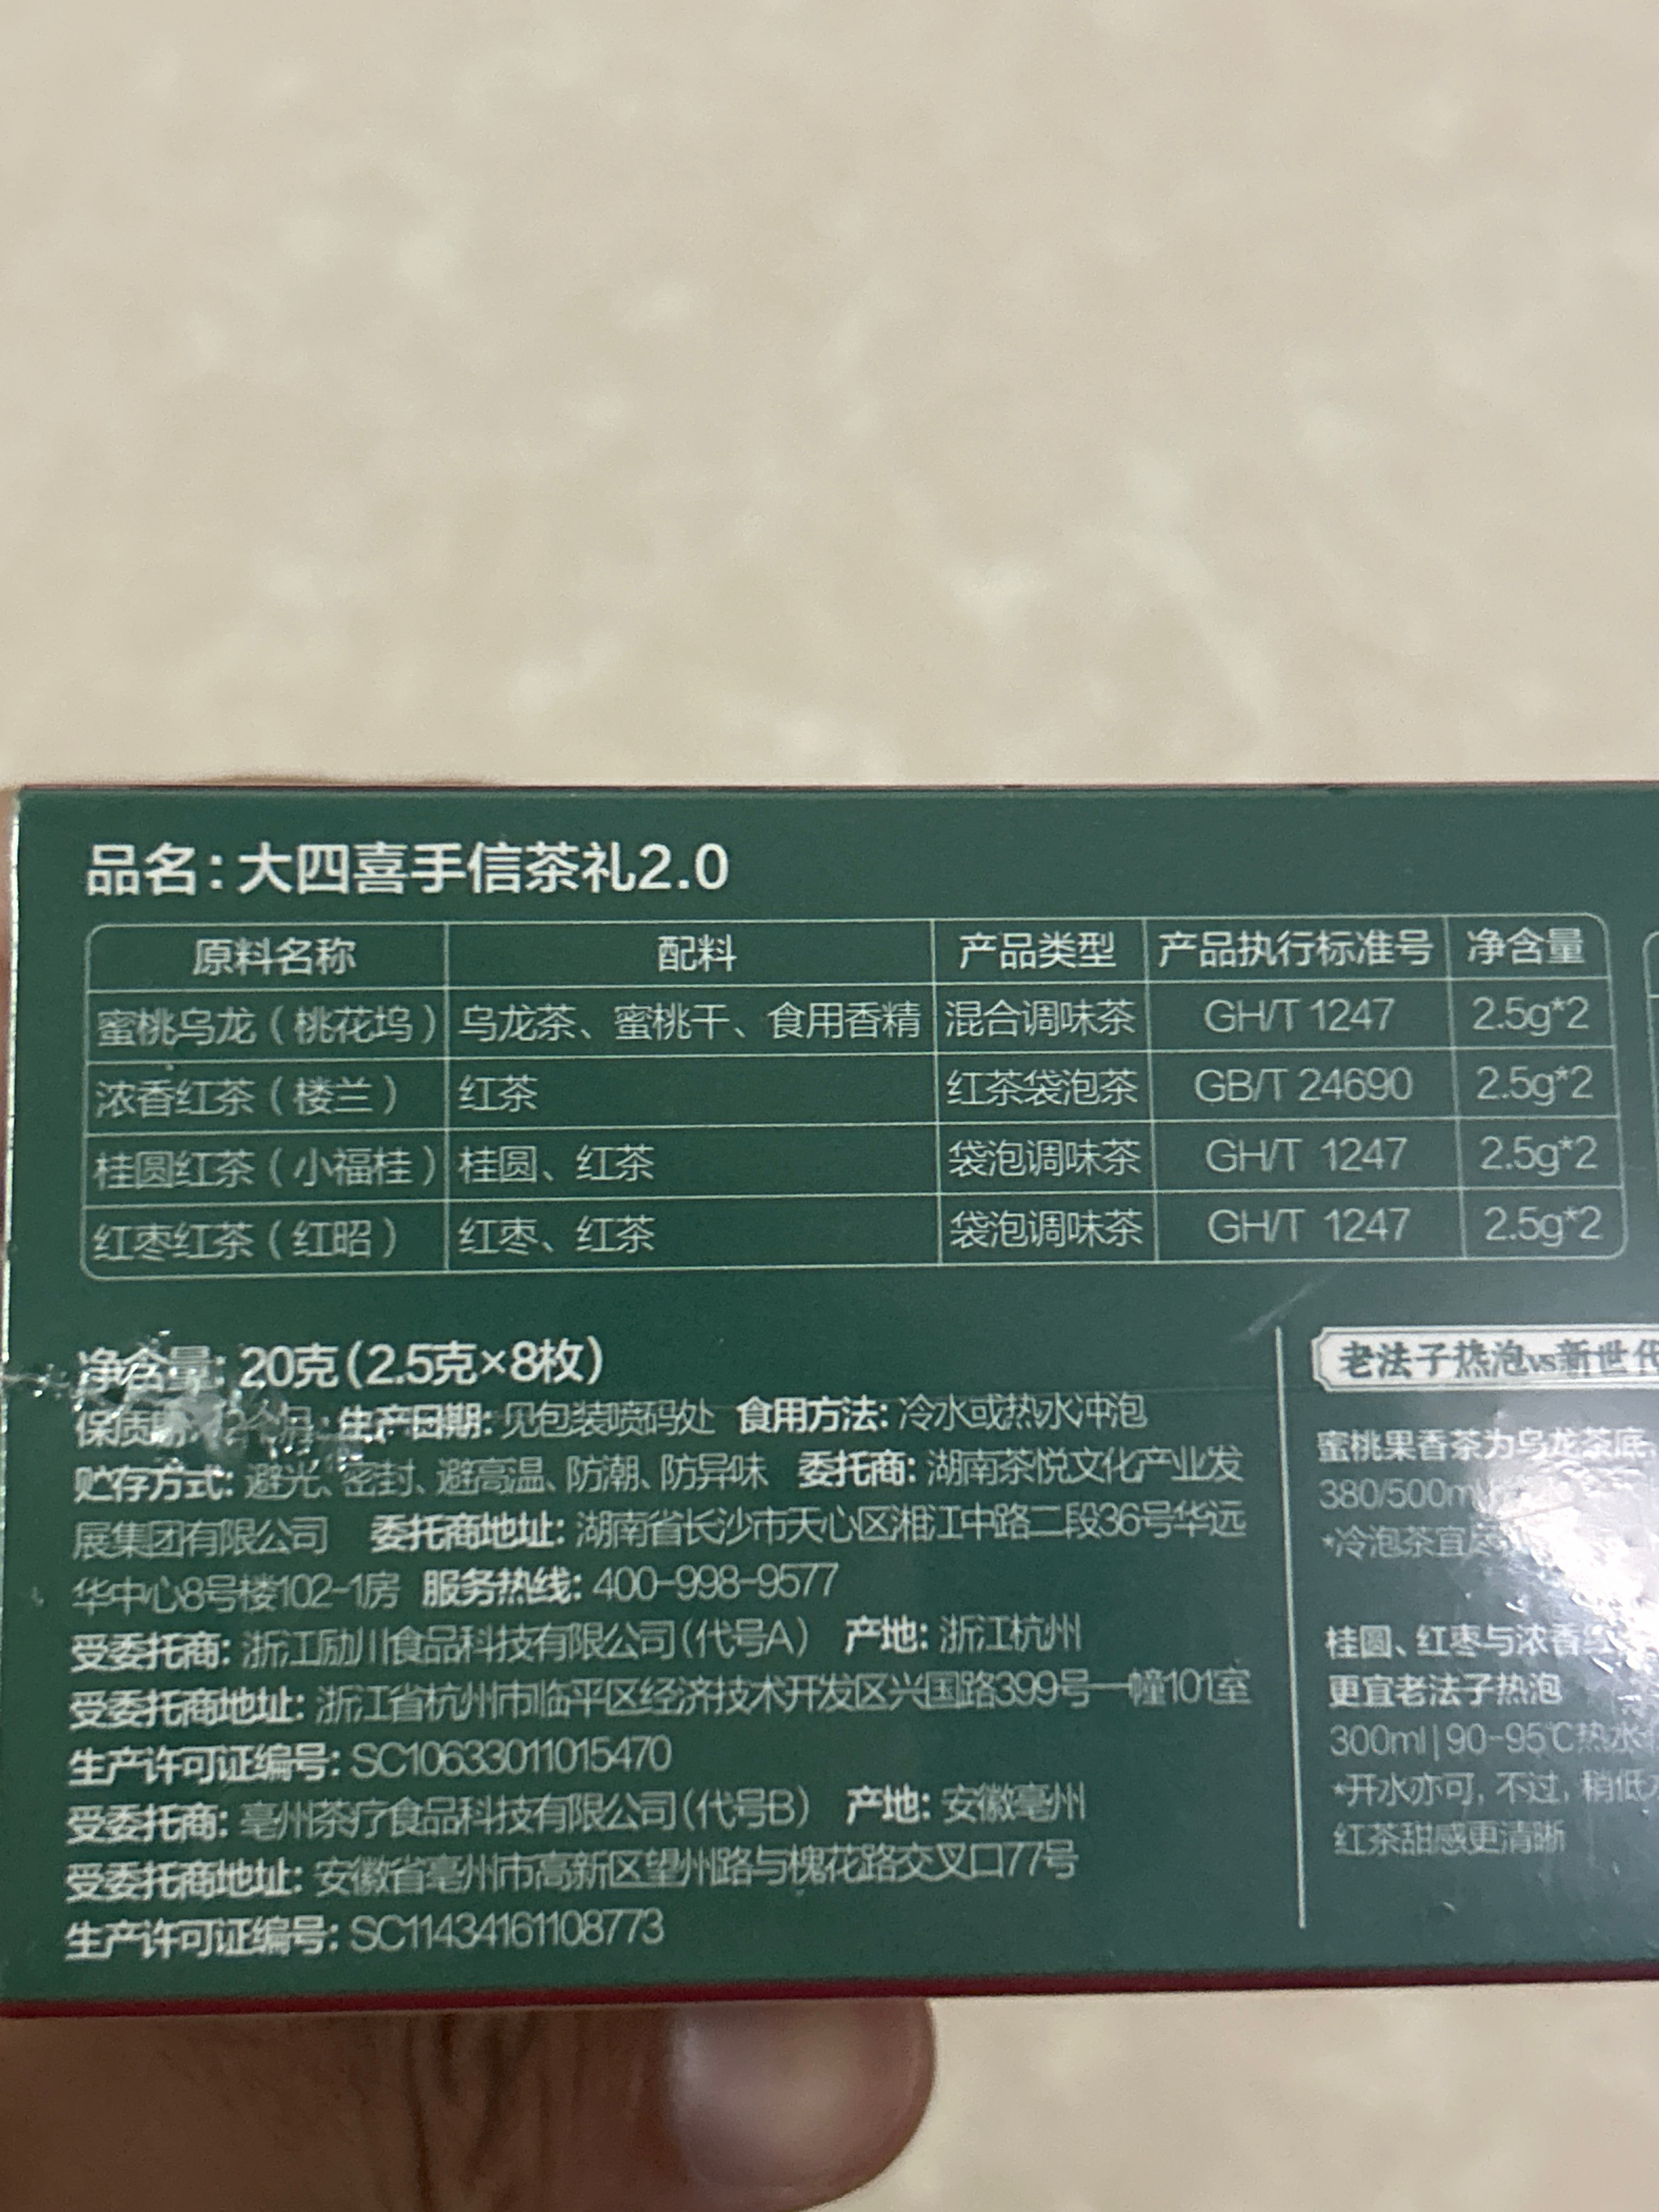 品名：大四喜手信茶礼2.0
原料名称 配料 产品类型 产品执行标准号 净含量
蜜桃乌龙（桃花坞） 乌龙茶、蜜桃干、食用香精 混合调味茶 GH/T 1247 2.5g*2
浓香红茶（楼兰） 红茶 红茶袋泡茶 GB/T 24690 2.5g*2
桂圆红茶（小福桂） 桂圆、红茶 袋泡调味茶 GH/T 1247 2.5g*2
红枣红茶（红昭） 红枣、红茶 袋泡调味茶 GH/T 1247 2.5g*2
净含量：20克（2.5克×8枚）
保质 2个月 生产日期：见包装喷码处 食用方法：冷水或热水冲泡
贮存方式：避光、密封、避高温、防潮、防异味 委托商：湖南茶悦文化产业发
展集团有限公司 委托商地址：湖南省长沙市天心区湘江中路二段36号华远
华中心8号楼102-1房 服务热线：400-998-9577
受委托商：浙江励川食品科技有限公司（代号A） 产地：浙江杭州
受委托商地址：浙江省杭州市临平区经济技术开发区兴国路399号一幢101室
生产许可证编号：SC10633011015470
受委托商：亳州茶疗食品科技有限公司（代号B） 产地：安徽亳州
受委托商地址：安徽省亳州市高新区望州路与槐花路交叉口77号
生产许可证编号：SC11434161108773
老法子热泡vs新世代
蜜桃果香茶为乌龙茶底，
380/500m
*冷泡茶宜
桂圆、红枣与浓香
更宜老法子热泡
300ml|90-95℃热水
*开水亦可，不过，稍低
红茶甜感更清晰